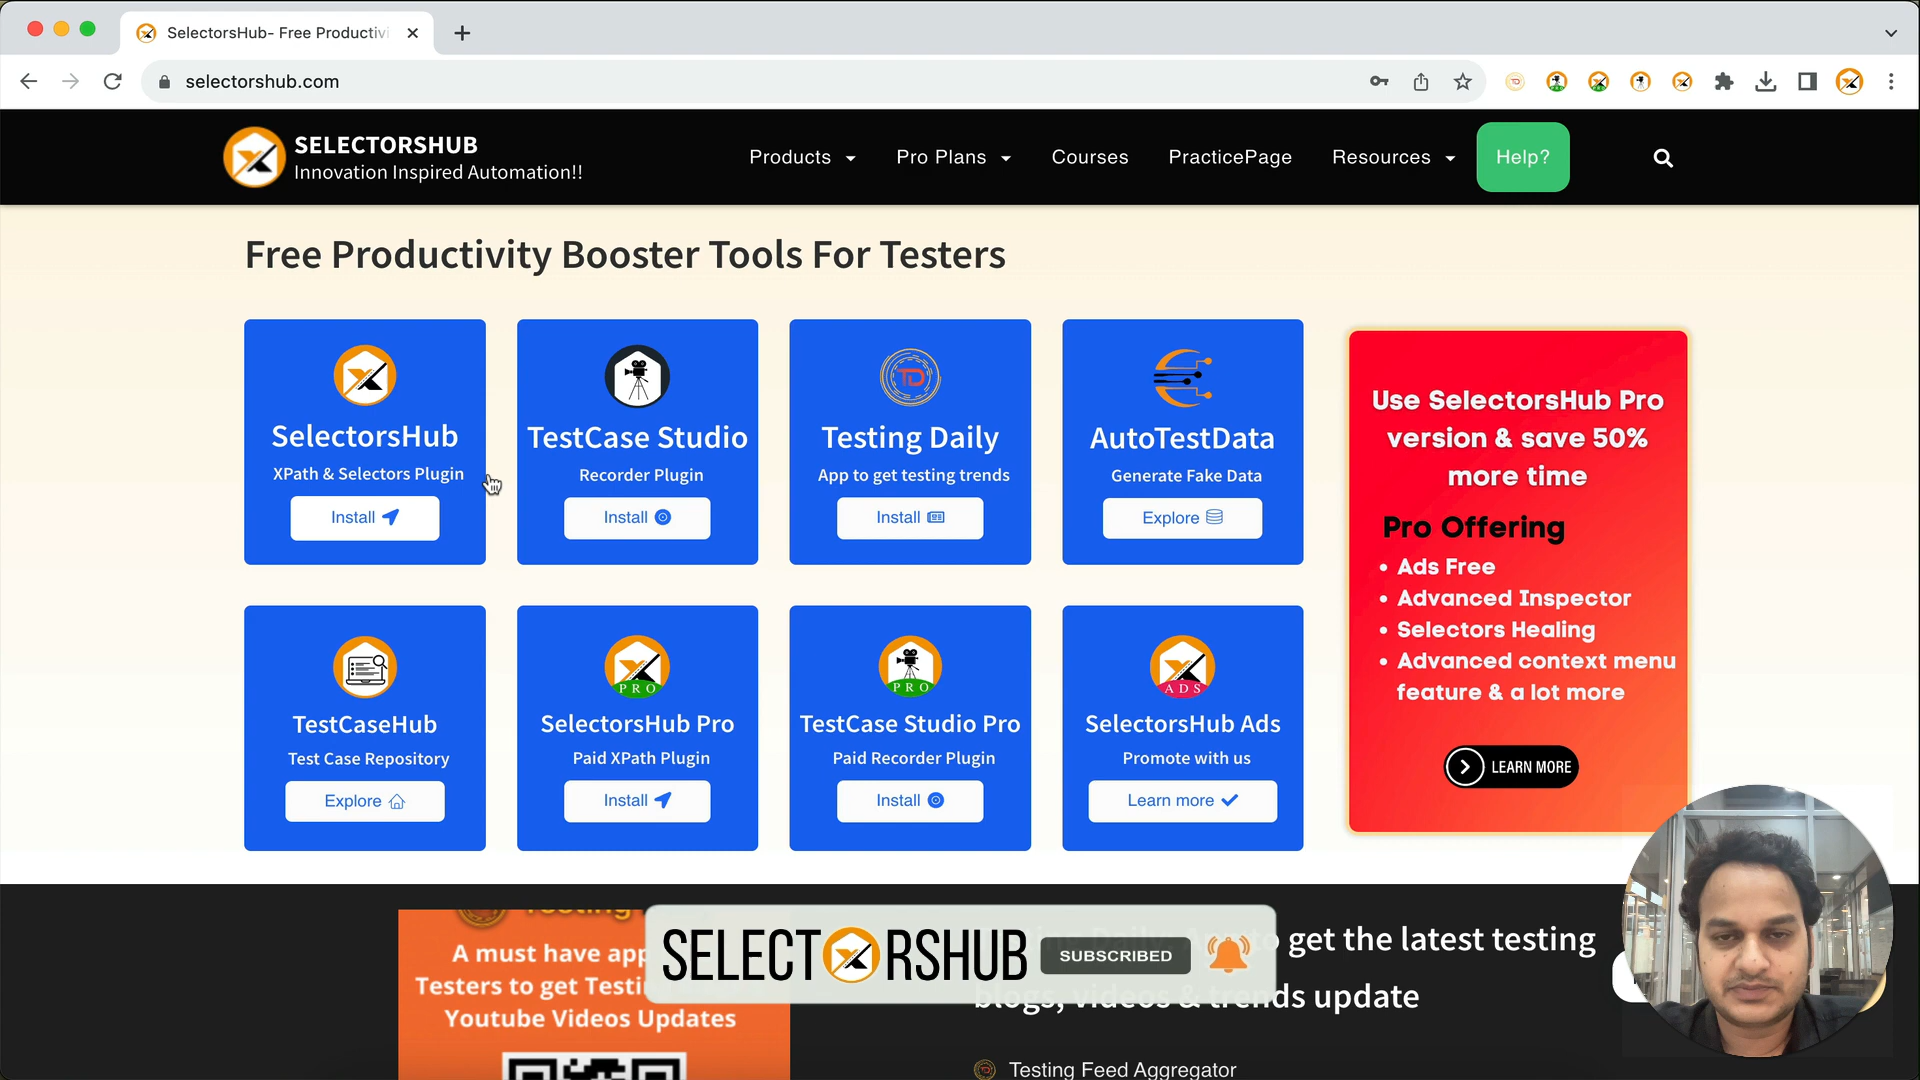 SelectorsHub- Free Productivi
selectorshub.com
SELECTORSHUB
Innovation Inspired Automation!!
Products
Pro Plans
Courses
PracticePage
Resources
Help?
Free Productivity Booster Tools For Testers
SelectorsHub
XPath & Selectors Plugin
Install
TestCase Studio
Recorder Plugin
Install
TD
Testing Daily
App to get testing trends
Install
AutoTestData
Generate Fake Data
Explore
TestCaseHub
Test Case Repository
Explore
PRO
SelectorsHub Pro
Paid XPath Plugin
Install
PRO
TestCase Studio Pro
Paid Recorder Plugin
Install
ADS
SelectorsHub Ads
Promote with us
Learn more
Use SelectorsHub Pro
version & save 50%
more time
Pro Offering
• Ads Free
• Advanced Inspector
• Selectors Healing
• Advanced context menu
feature & a lot more
LEARN MORE
A must have app
Testers to get Testi
Youtube Videos Updates
SELECTORSHUB
SUBSCRIBED
to get the latest testing
blogs, videos & trends update
Testing Feed Aggregator